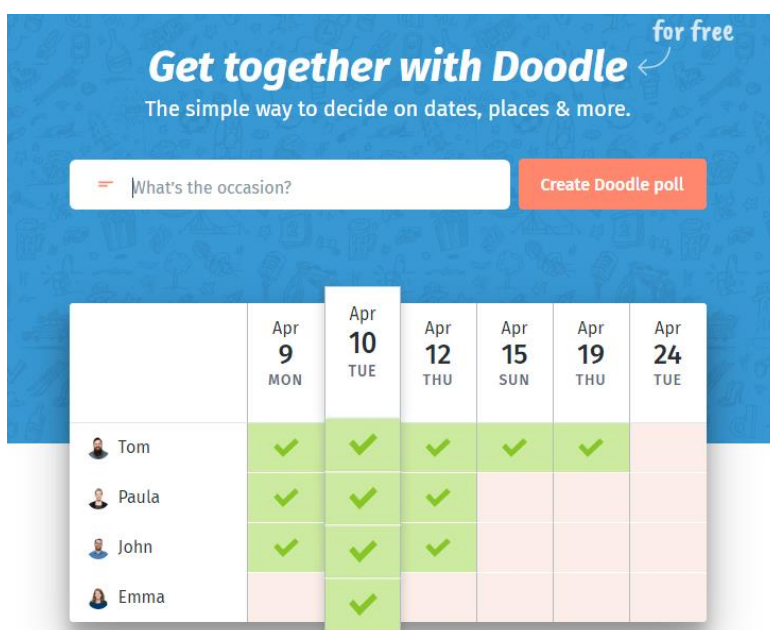 for free
Get together with Doodle
The simple way to decide on dates, places & more.
What's the occasion?
Create Doodle poll
Apr Apr Apr Apr Apr Apr
9 10 12 15 19 24
MON TUE THU SUN THU TUE
Tom
Paula
John
Emma